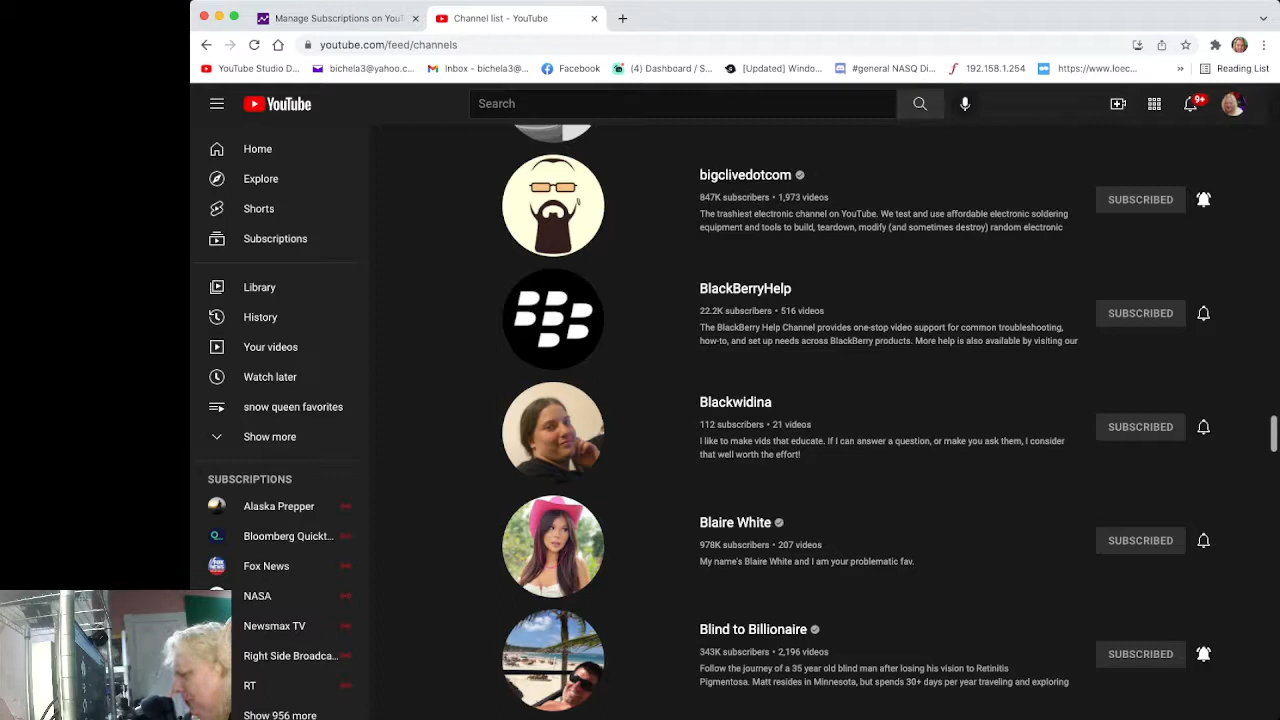 Manage Subscriptions on YouT
Channel list - YouTube
youtube.com/feed/channels
YouTube Studio D...
bichela3@yahoo.c...
Inbox - bichela3@...
Facebook
(4) Dashboard / S...
[Updated] Windo...
#general NASQ Di...
192.158.1.254
https://www.loec...
»
Reading List
YouTube
Search
9+
Home
Explore
Shorts
Subscriptions
Library
History
Your videos
Watch later
snow queen favorites
Show more
SUBSCRIPTIONS
Alaska Prepper
Bloomberg Quickt...
Fox News
NASA
Newsmax TV
Right Side Broadca...
RT
Show 956 more
bigclivedotcom
847K subscribers • 1,973 videos
The trashiest electronic channel on YouTube. We test and use affordable electronic soldering
equipment and tools to build, teardown, modify (and sometimes destroy) random electronic
SUBSCRIBED
BlackBerryHelp
22.2K subscribers • 516 videos
The BlackBerry Help Channel provides one-stop video support for common troubleshooting,
how-to, and set up needs across BlackBerry products. More help is also available by visiting our
SUBSCRIBED
Blackwidina
112 subscribers • 21 videos
I like to make vids that educate. If I can answer a question, or make you ask them, I consider
that well worth the effort!
SUBSCRIBED
Blaire White
978K subscribers • 207 videos
My name's Blaire White and I am your problematic fav.
SUBSCRIBED
Blind to Billionaire
343K subscribers • 2,196 videos
Follow the journey of a 35 year old blind man after losing his vision to Retinitis
Pigmentosa. Matt resides in Minnesota, but spends 30+ days per year traveling and exploring
SUBSCRIBED